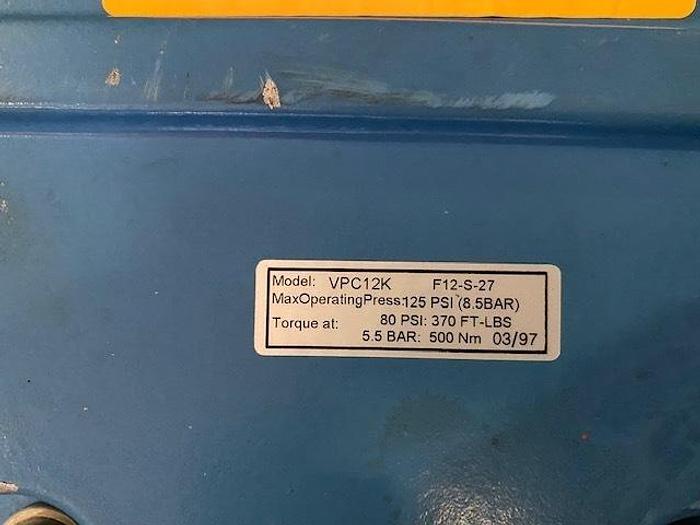 Model: VPC12K F12-S-27
MaxOperatingPress:125 PSI (8.5BAR)
Torque at: 80 PSI: 370 FT-LBS
5.5 BAR: 500 Nm 03/97